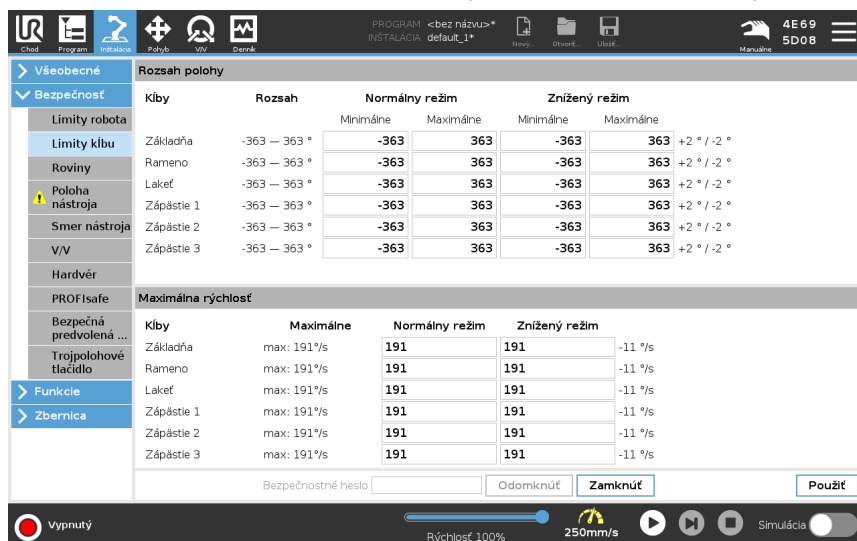 PROGRAM <bez názvu>*
INŠTALÁCIA default_1*
Chod Program Inštalácia Pohyb V/V Denník Nový... Otvoriť... Uložiť... Manuálne
4E69
5D08
Všeobecné
Bezpečnosť
Limity robota
Limity kĺbu
Roviny
Poloha
nástroja
Smer nástroja
V/V
Hardvér
PROFIsafe
Bezpečná
predvolená ...
Trojpolohové
tlačidlo
Funkcie
Zbernica
Rozsah polohy
Kĺby Rozsah Normálny režim Znížený režim
Minimálne Maximálne Minimálne Maximálne
Základňa -363 — 363 ° -363 363 -363 363 +2 ° / -2 °
Rameno -363 — 363 ° -363 363 -363 363 +2 ° / -2 °
Lakeť -363 — 363 ° -363 363 -363 363 +2 ° / -2 °
Zápästie 1 -363 — 363 ° -363 363 -363 363 +2 ° / -2 °
Zápästie 2 -363 — 363 ° -363 363 -363 363 +2 ° / -2 °
Zápästie 3 -363 — 363 ° -363 363 -363 363 +2 ° / -2 °
Maximálna rýchlosť
Kĺby Maximálne Normálny režim Znížený režim
Základňa max: 191°/s 191 191 -11 °/s
Rameno max: 191°/s 191 191 -11 °/s
Lakeť max: 191°/s 191 191 -11 °/s
Zápästie 1 max: 191°/s 191 191 -11 °/s
Zápästie 2 max: 191°/s 191 191 -11 °/s
Zápästie 3 max: 191°/s 191 191 -11 °/s
Bezpečnostné heslo Odomknúť Zamknúť Použiť
Vypnutý Rýchlosť 100% 250mm/s Simulácia